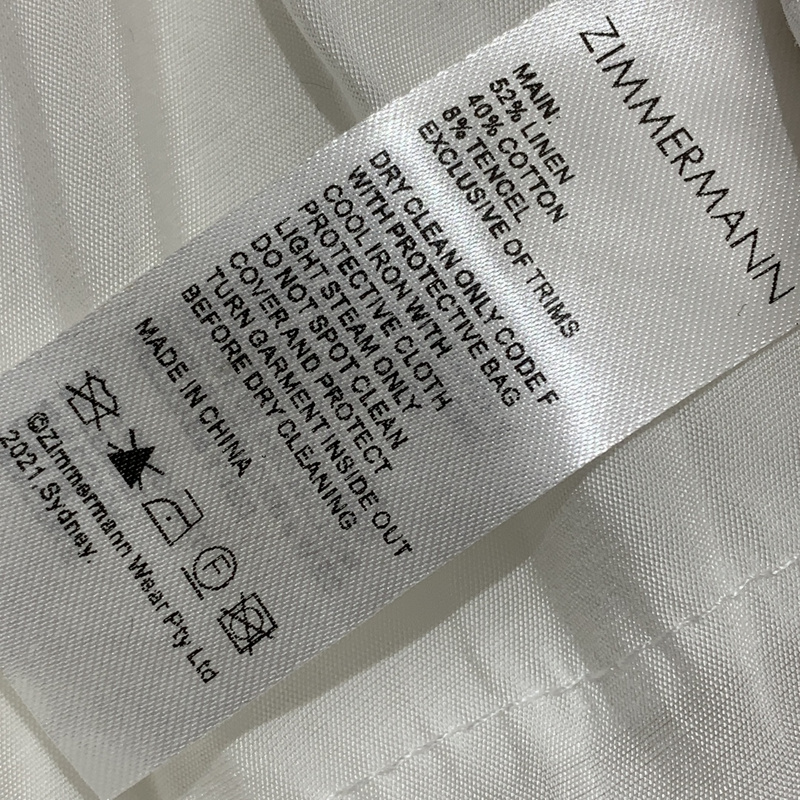 ZIMMERMANN
MAIN:
52% LINEN
40% COTTON
8% TENCEL
EXCLUSIVE OF TRIMS
DRY CLEAN ONLY CODE F
WITH PROTECTIVE BAG
COOL IRON WITH
PROTECTIVE CLOTH
LIGHT STEAM ONLY
DO NOT SPOT CLEAN
COVER AND PROTECT
TURN GARMENT INSIDE OUT
BEFORE DRY CLEANING
MADE IN CHINA
F
©Zimmermann Wear Pty Ltd
2021, Sydney.